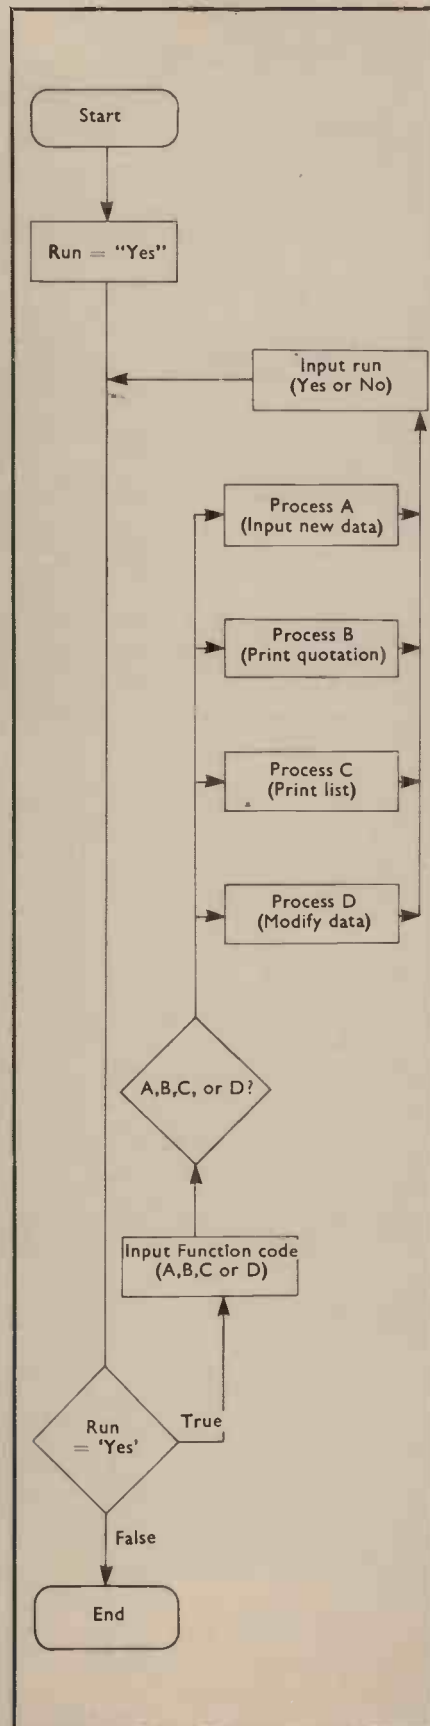 Start
Run = “Yes”
Input run
(Yes or No)
Process A
(Input new data)
Process B
(Print quotation)
Process C
(Print list)
Process D
(Modify data)
A,B,C, or D?
Input Function code
(A,B,C or D)
Run
= ‘Yes’
True
False
End